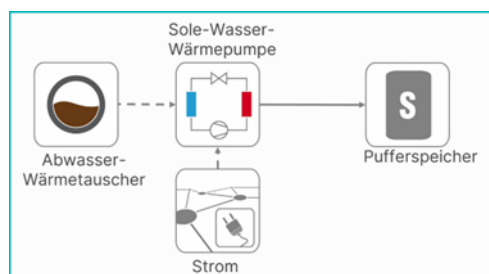 Sole-Wasser-
Wärmepumpe
S
Abwasser-
Wärmetauscher
Pufferspeicher
Strom